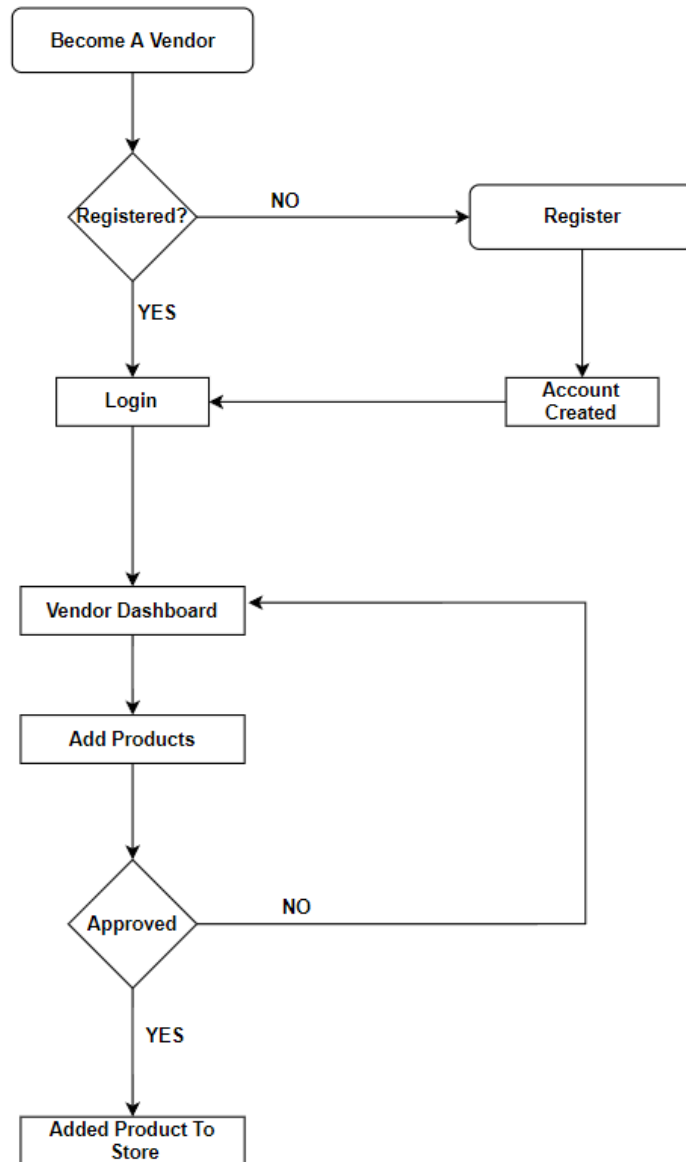 Become A Vendor
Registered?
NO
Register
YES
Login
Account
Created
Vendor Dashboard
Add Products
Approved
NO
YES
Added Product To
Store